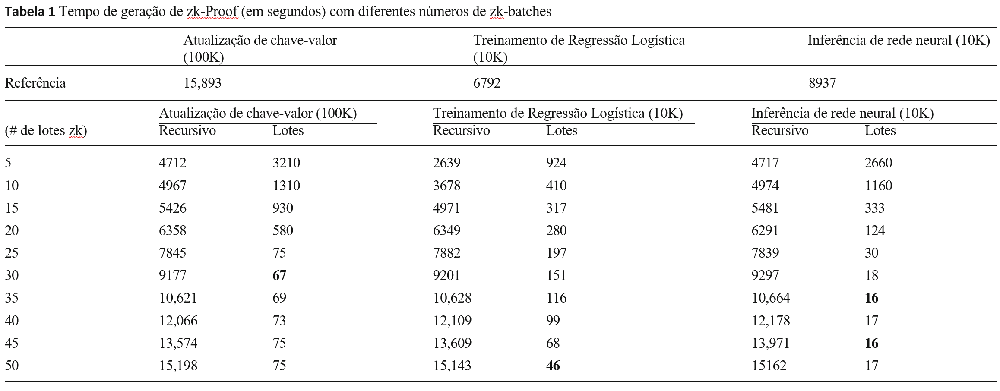 Tabela 1 Tempo de geração de zk-Proof (em segundos) com diferentes números de zk-batches
Atualização de chave-valor (100K) Treinamento de Regressão Logística (10K) Inferência de rede neural (10K)
Referência 15,893 6792 8937
Atualização de chave-valor (100K) Treinamento de Regressão Logística (10K) Inferência de rede neural (10K)
(# de lotes zk) Recursivo Lotes Recursivo Lotes Recursivo Lotes
5 4712 3210 2639 924 4717 2660
10 4967 1310 3678 410 4974 1160
15 5426 930 4971 317 5481 333
20 6358 580 6349 280 6291 124
25 7845 75 7882 197 7839 30
30 9177 67 9201 151 9297 18
35 10,621 69 10,628 116 10,664 16
40 12,066 73 12,109 99 12,178 17
45 13,574 75 13,609 68 13,971 16
50 15,198 75 15,143 46 15162 17